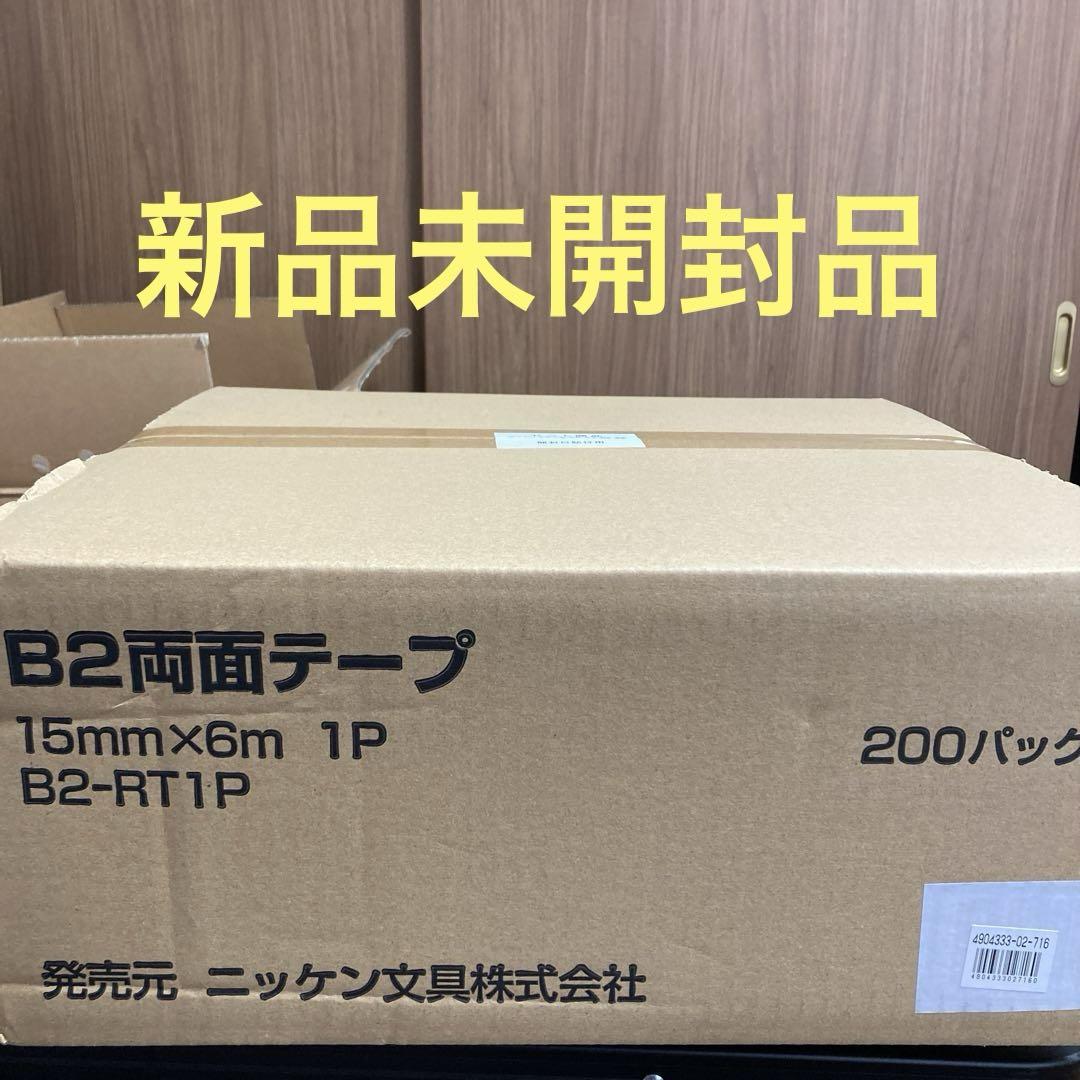 新品未開封品
B2両面テープ
15mm×6m 1P
200パック
B2-RT1P
発売元 ニッケン文具株式会社
4904333-02-716
4904333027160